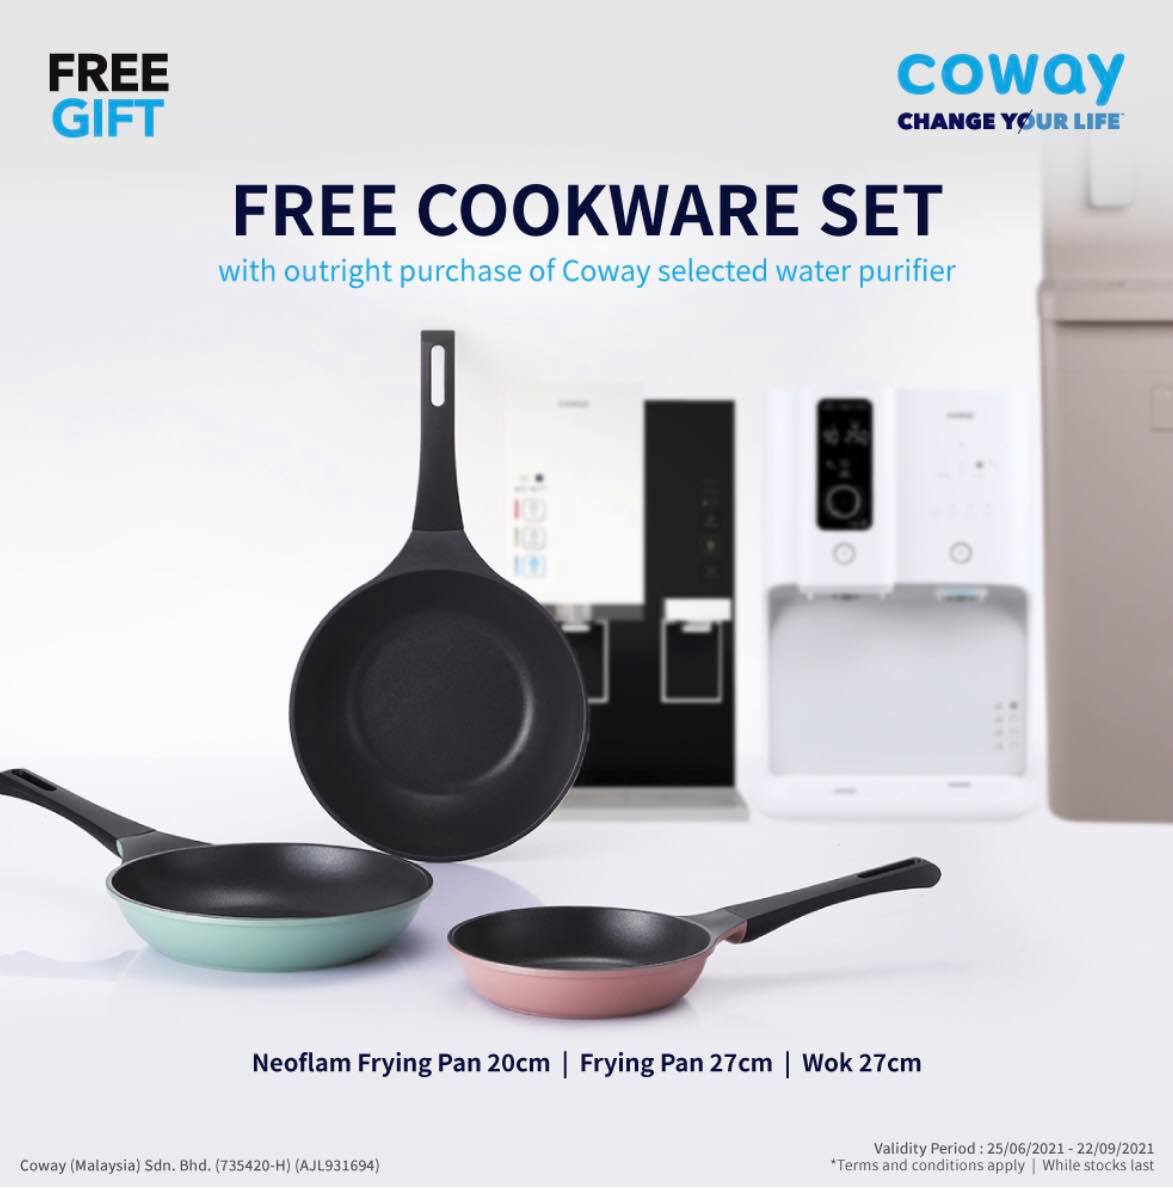 FREE
GIFT
coway
CHANGE YOUR LIFE™
FREE COOKWARE SET
with outright purchase of Coway selected water purifier
Neoflam Frying Pan 20cm | Frying Pan 27cm | Wok 27cm
Validity Period : 25/06/2021 - 22/09/2021
Coway (Malaysia) Sdn. Bhd. (735420-H) (AJL931694)
*Terms and conditions apply | While stocks last